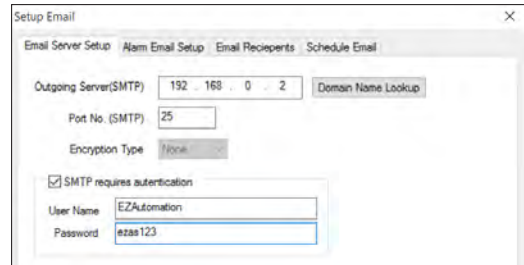 Setup Email
Email Server Setup Alarm Email Setup Email Reciepents Schedule Email
Outgoing Server(SMTP) 192 . 168 . 0 . 2 Domain Name Lookup
Port No. (SMTP) 25
Encryption Type None
SMTP requires autentication
User Name EZAutomation
Password ezas123